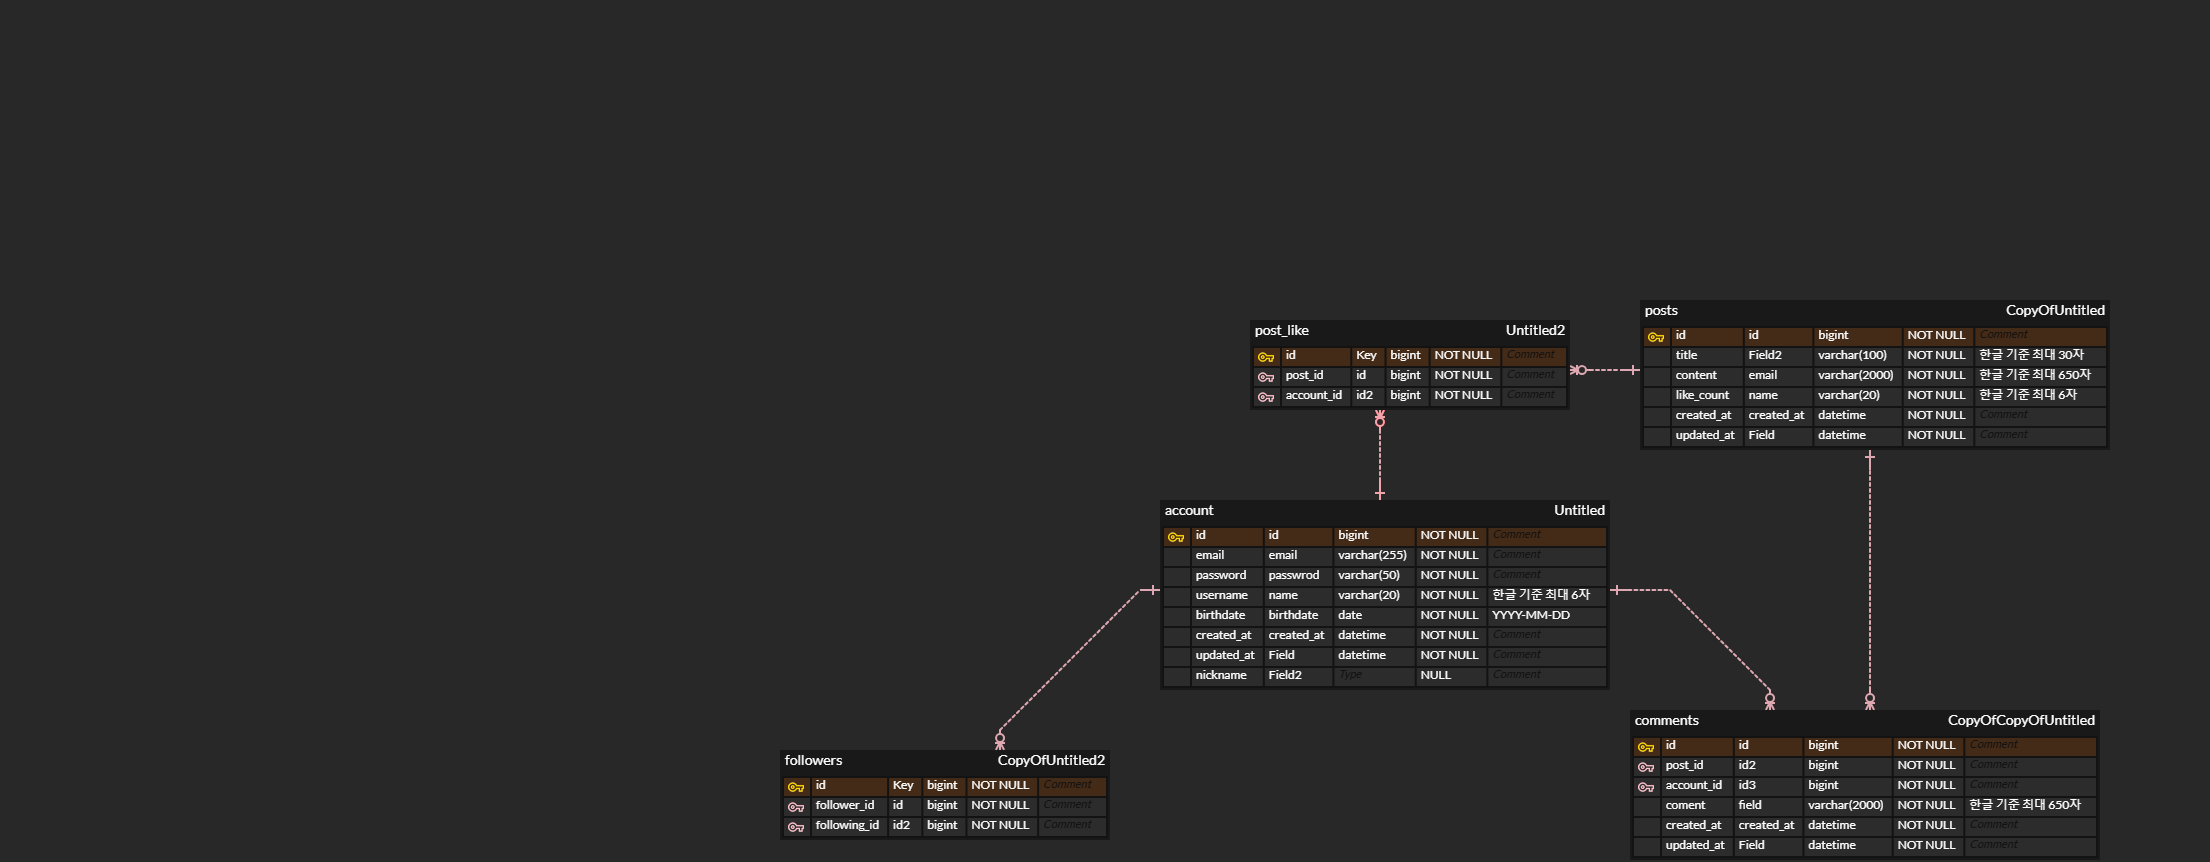 posts CopyOfUntitled
id id bigint NOT NULL Comment
title Field2 varchar(100) NOT NULL 한글 기준 최대 30자
content email varchar(2000) NOT NULL 한글 기준 최대 650자
like_count name varchar(20) NOT NULL 한글 기준 최대 6자
created_at created_at datetime NOT NULL Comment
updated_at Field datetime NOT NULL Comment
post_like Untitled2
id Key bigint NOT NULL Comment
post_id id bigint NOT NULL Comment
account_id id2 bigint NOT NULL Comment
account Untitled
id id bigint NOT NULL Comment
email email varchar(255) NOT NULL Comment
password passwrod varchar(50) NOT NULL Comment
username name varchar(20) NOT NULL 한글 기준 최대 6자
birthdate birthdate date NOT NULL YYYY-MM-DD
created_at created_at datetime NOT NULL Comment
updated_at Field datetime NOT NULL Comment
nickname Field2 Type NULL Comment
comments CopyOfCopyOfUntitled
id id bigint NOT NULL Comment
post_id id2 bigint NOT NULL Comment
account_id id3 bigint NOT NULL Comment
coment field varchar(2000) NOT NULL 한글 기준 최대 650자
created_at created_at datetime NOT NULL Comment
updated_at Field datetime NOT NULL Comment
followers CopyOfUntitled2
id Key bigint NOT NULL Comment
follower_id id bigint NOT NULL Comment
following_id id2 bigint NOT NULL Comment